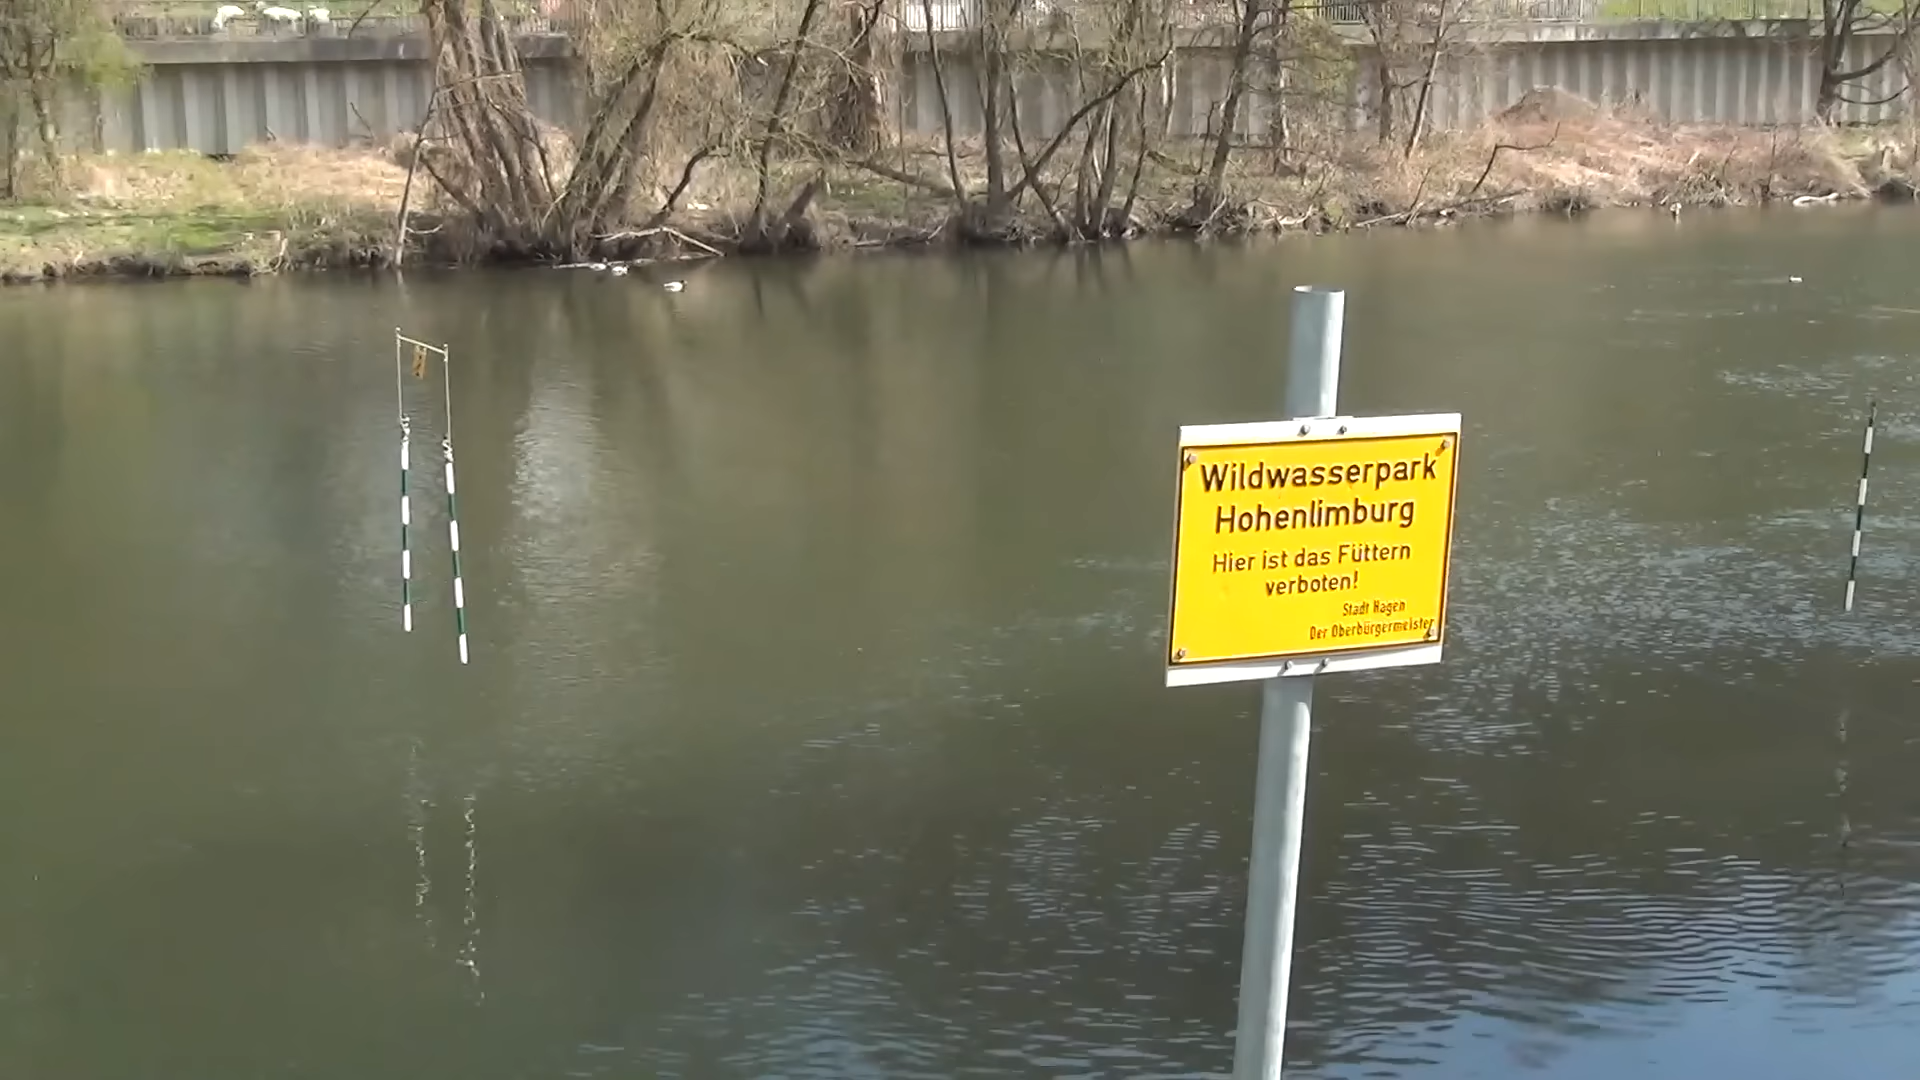 Wildwasserpark
Hohenlimburg
Hier ist das Füttern
verboten!
Stadt Hagen
Der Oberbürgermeister